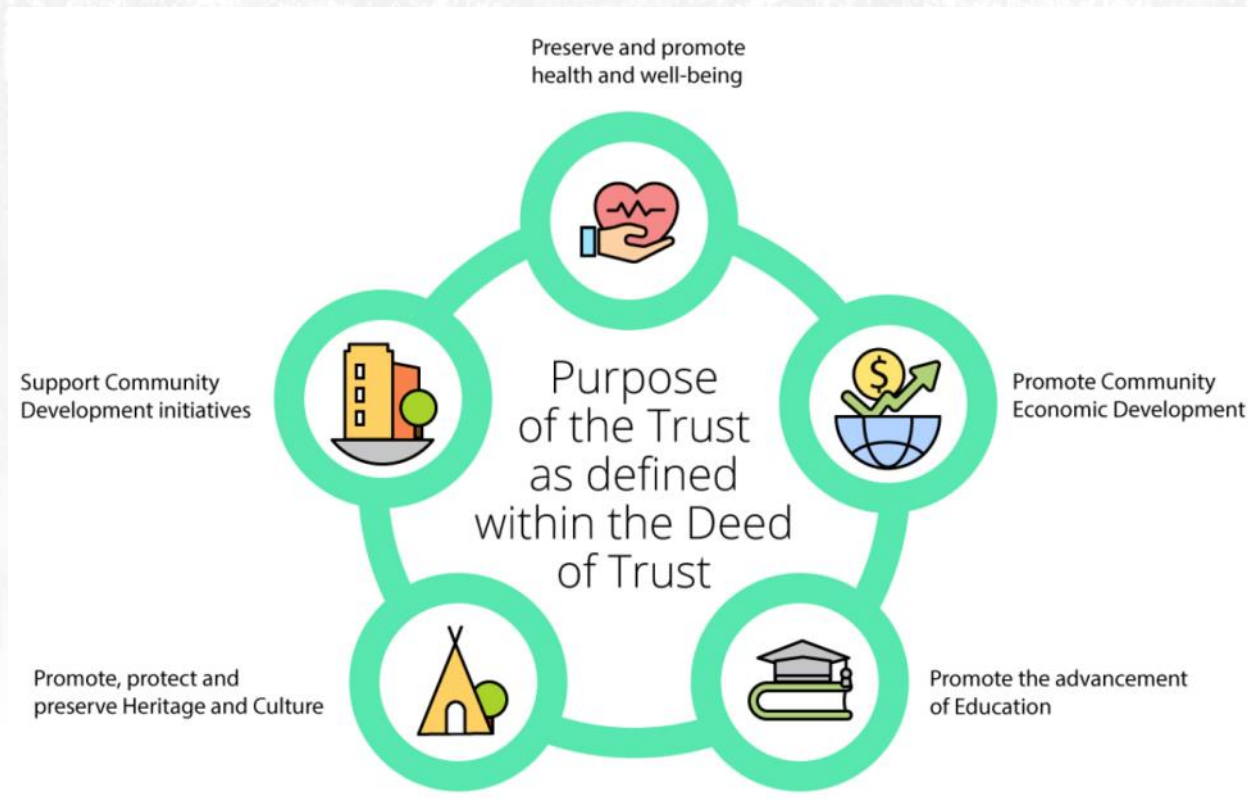 Preserve and promote
health and well-being
Support Community
Development initiatives
$
Purpose
of the Trust
as defined
within the Deed
of Trust
Promote Community
Economic Development
Promote, protect and
preserve Heritage and Culture
Promote the advancement
of Education